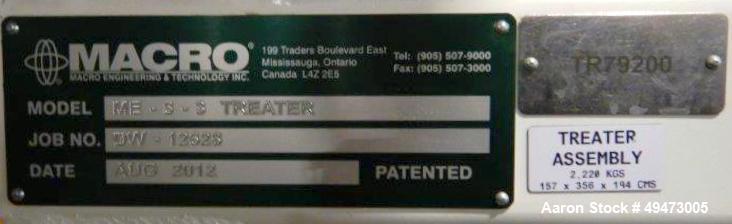 MACRO®
MACRO ENGINEERING & TECHNOLOGY INC.
199 Traders Boulevard East
Mississauga, Ontario
Canada L4Z 2E5
Tel: (905) 507-9000
Fax: (905) 507-3000
MODEL ME - S - S TREATER
JOB NO.
DATE AUG 2012
PATENTED
TR79200
TREATER
ASSEMBLY
2,220 KGS
157 x 356 x 194 CMS
Aaron Stock # 49473005